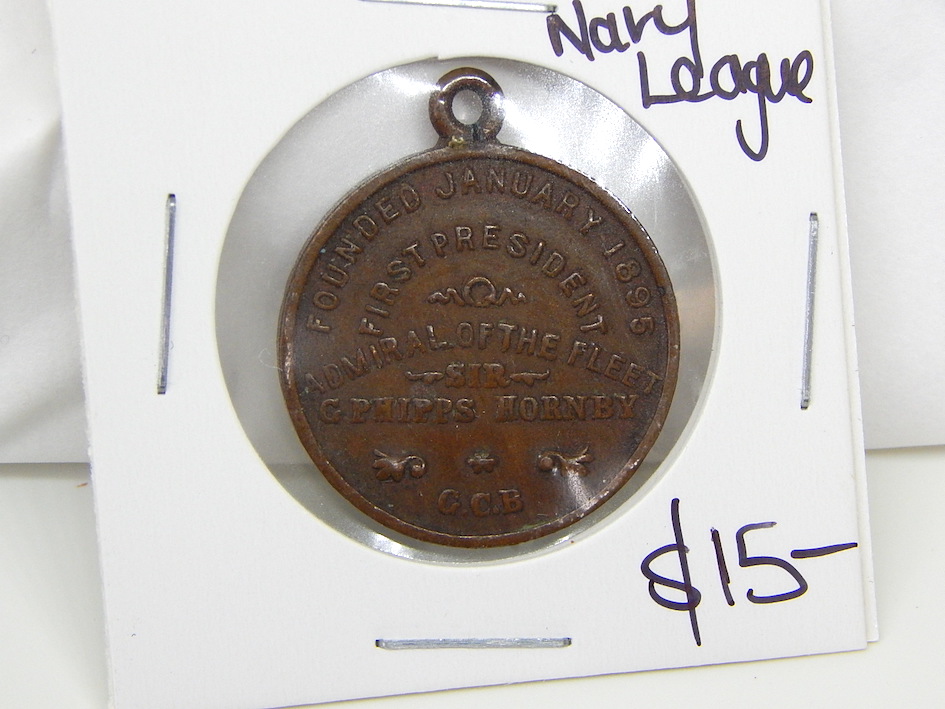 Navy
League
FOUNDED JANUARY 1895
FIRST PRESIDENT
ADMIRAL OF THE FLEET
SIR
G. PHIPPS HORNBY
G.C.B
$15-